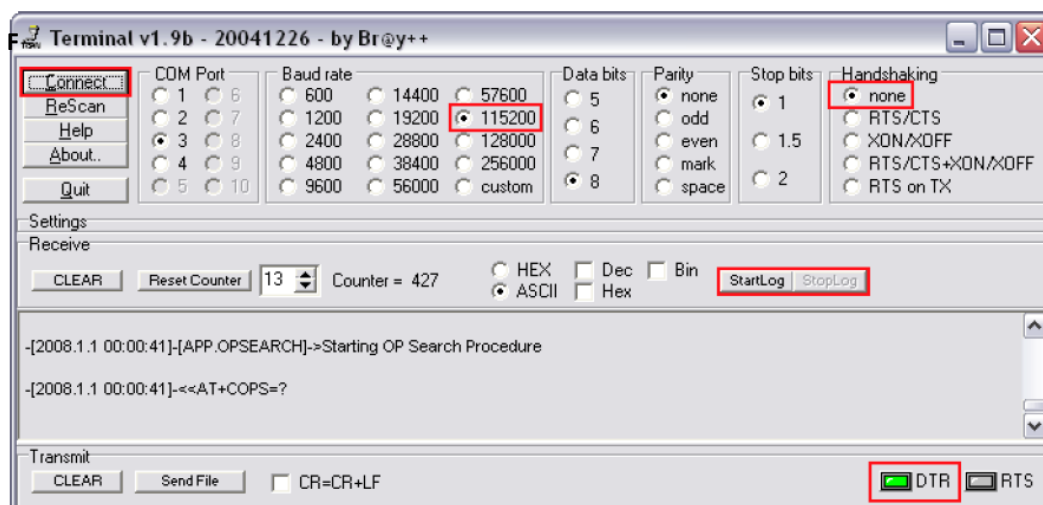 F Terminal v1.9b - 20041226 - by Br@y++
Connect
ReScan
Help
About..
Quit
COM Port
1 6
2 7
3 8
4 9
5 10
Baud rate
600 14400 57600
1200 19200 115200
2400 28800 128000
4800 38400 256000
9600 56000 custom
Data bits
5
6
7
8
Parity
none
odd
even
mark
space
Stop bits
1
1.5
2
Handshaking
none
RTS/CTS
XON/XOFF
RTS/CTS+XON/XOFF
RTS on TX
Settings
Receive
CLEAR Reset Counter 13 Counter = 427 HEX Dec Bin StartLog StopLog
ASCII Hex
-[2008.1.1 00:00:41]-[APP.OPSEARCH]->Starting OP Search Procedure
-[2008.1.1 00:00:41]-<<AT+COPS=?
Transmit
CLEAR Send File CR=CR+LF DTR RTS